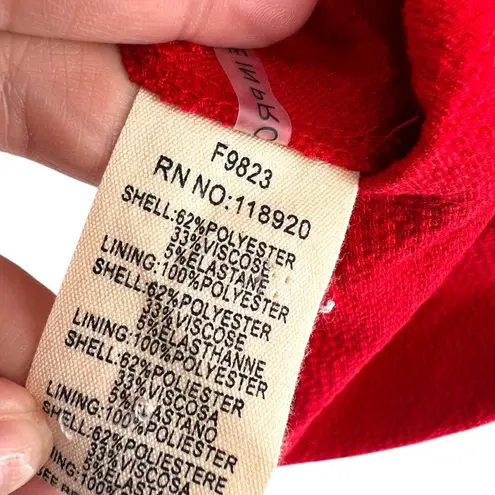 F9823
RN NO:118920
SHELL:62%POLYESTER
33%VISCOSE
5%ELASTANE
LINING:100%POLYESTER
SHELL:62%POLYESTER
33%VISCOSE
5%ELASTHANNE
LINING:100%POLYESTER
SHELL:62%POLIESTER
33%VISCOSA
5%ELASTANO
LINING:100%POLIESTER
SHELL:62%POLIESTERE
33%VISCOSA